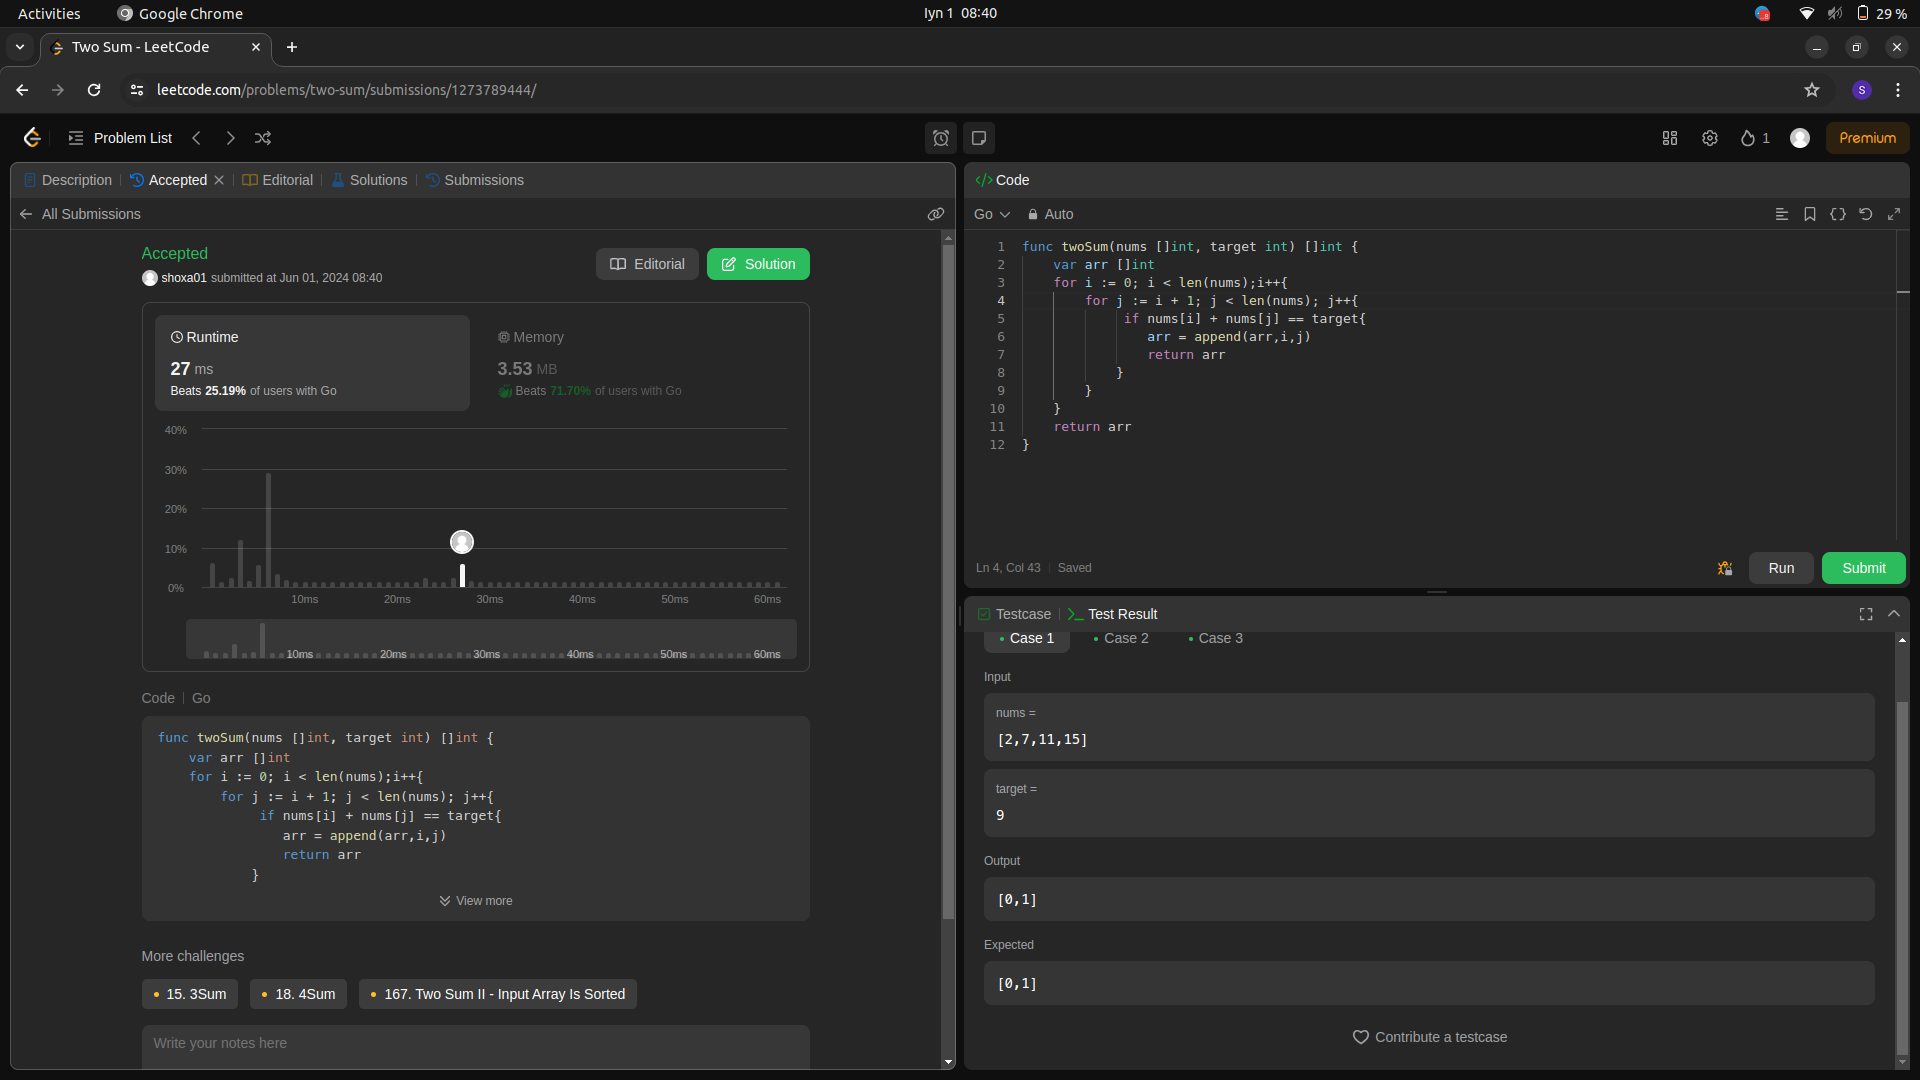 Activities
Google Chrome
Iyn 1 08:40
29 %
Two Sum - LeetCode
leetcode.com/problems/two-sum/submissions/1273789444/
S
Problem List
1
Premium
Description
Accepted
Editorial
Solutions
Submissions
All Submissions
Accepted
shoxa01 submitted at Jun 01, 2024 08:40
Editorial
Solution
Runtime
27 ms
Beats 25.19% of users with Go
Memory
3.53 MB
Beats 71.70% of users with Go
40%
30%
20%
10%
0%
10ms 20ms 30ms 40ms 50ms 60ms
10ms 20ms 30ms 40ms 50ms 60ms
Code | Go
func twoSum(nums []int, target int) []int {
    var arr []int
    for i := 0; i < len(nums);i++{
        for j := i + 1; j < len(nums); j++{
             if nums[i] + nums[j] == target{
                arr = append(arr,i,j)
                return arr
            }
View more
More challenges
15. 3Sum
18. 4Sum
167. Two Sum II - Input Array Is Sorted
Write your notes here
</> Code
Go
Auto
1 func twoSum(nums []int, target int) []int {
2     var arr []int
3     for i := 0; i < len(nums);i++{
4         for j := i + 1; j < len(nums); j++{
5              if nums[i] + nums[j] == target{
6                 arr = append(arr,i,j)
7                 return arr
8             }
9         }
10     }
11     return arr
12 }
Ln 4, Col 43 | Saved
Run
Submit
Testcase
Test Result
Case 1
Case 2
Case 3
Input
nums =
[2,7,11,15]
target =
9
Output
[0,1]
Expected
[0,1]
Contribute a testcase